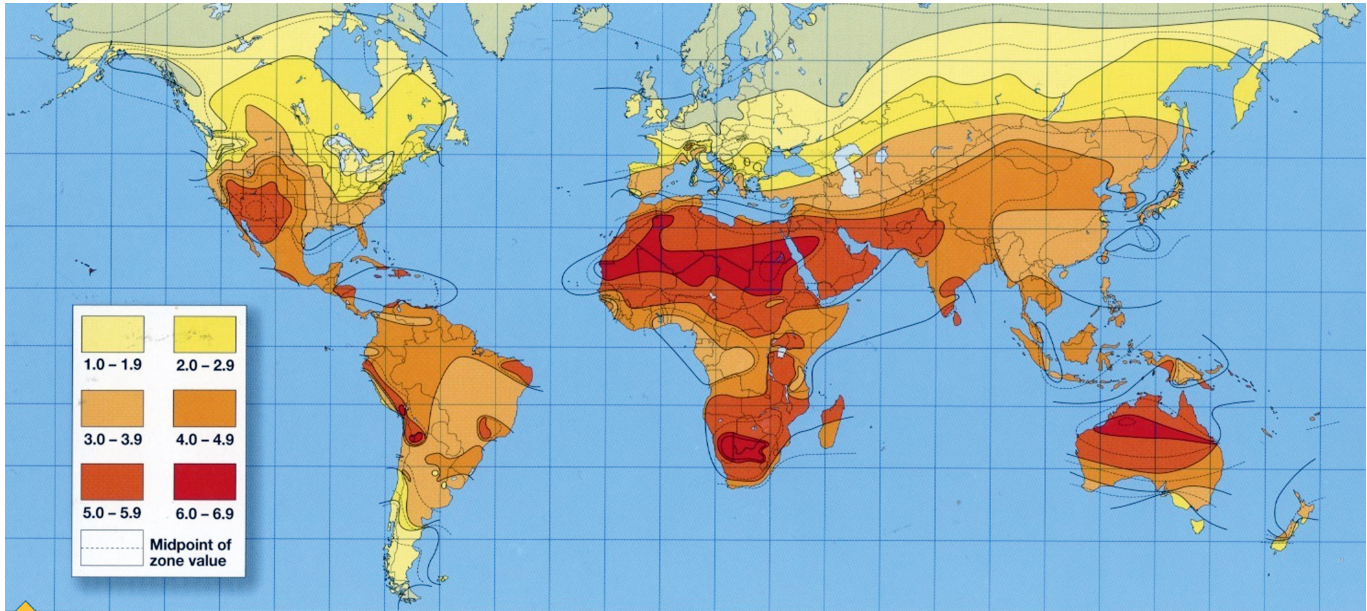 1.0 – 1.9
2.0 – 2.9
3.0 – 3.9
4.0 – 4.9
5.0 – 5.9
6.0 – 6.9
Midpoint of
zone value